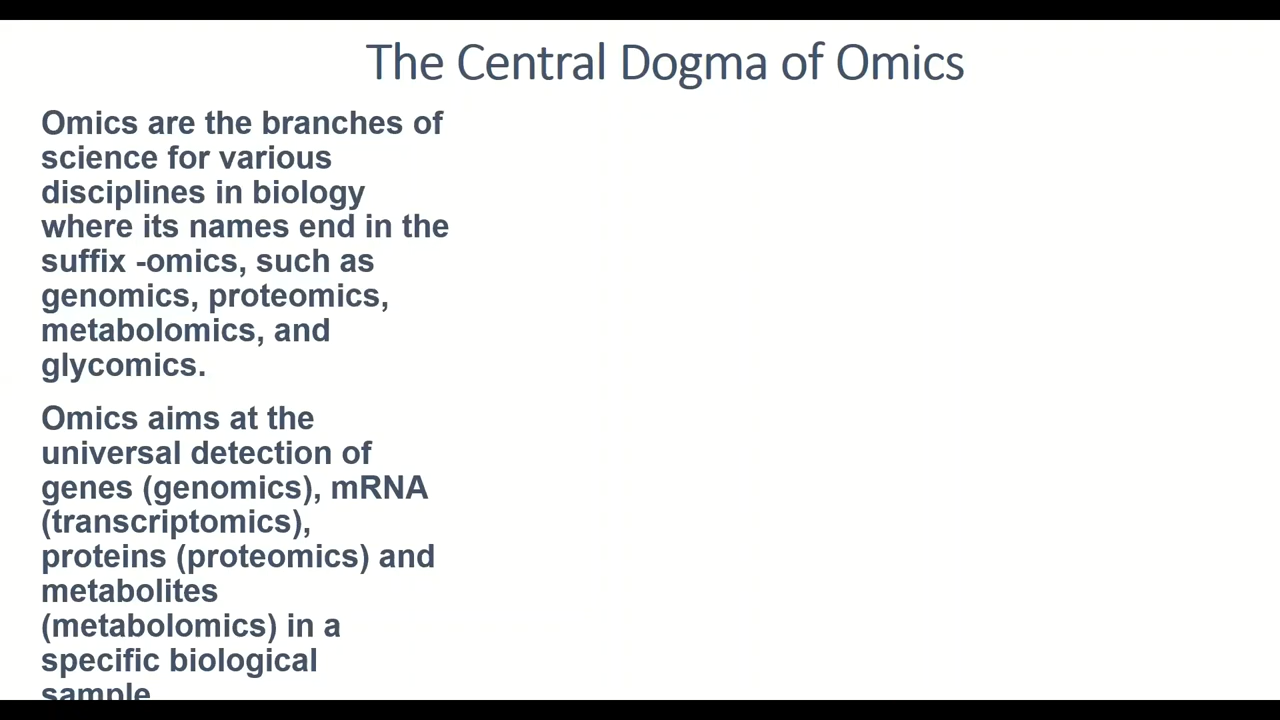 The Central Dogma of Omics
Omics are the branches of
science for various
disciplines in biology
where its names end in the
suffix -omics, such as
genomics, proteomics,
metabolomics, and
glycomics.
Omics aims at the
universal detection of
genes (genomics), mRNA
(transcriptomics),
proteins (proteomics) and
metabolites
(metabolomics) in a
specific biological
sample